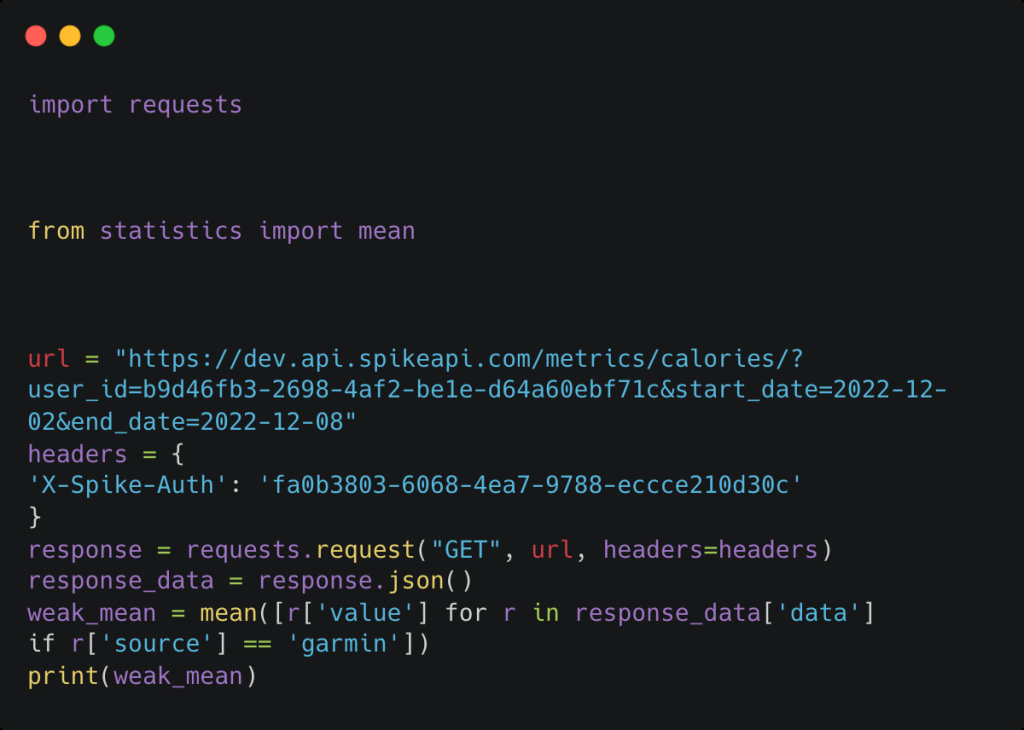 import requests
from statistics import mean
url = "https://dev.api.spikeapi.com/metrics/calories/?
user_id=b9d46fb3-2698-4af2-be1e-d64a60ebf71c&start_date=2022-12-
02&end_date=2022-12-08"
headers = {
'X-Spike-Auth': 'fa0b3803-6068-4ea7-9788-eccce210d30c'
}
response = requests.request("GET", url, headers=headers)
response_data = response.json()
weak_mean = mean([r['value'] for r in response_data['data']
if r['source'] == 'garmin'])
print(weak_mean)